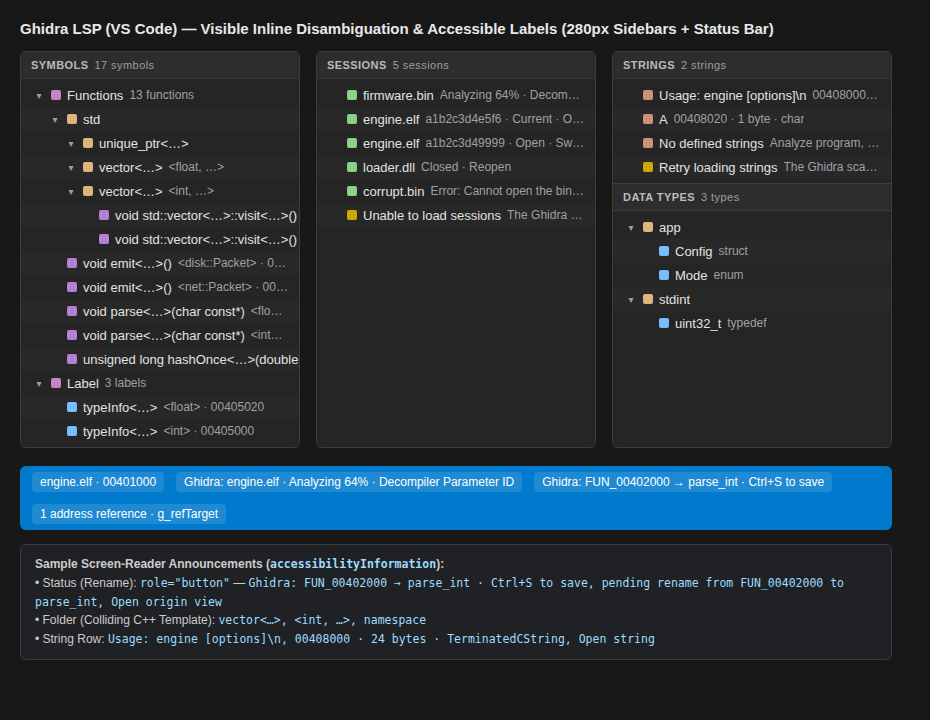 Ghidra LSP (VS Code) — Visible Inline Disambiguation & Accessible Labels (280px Sidebars + Status Bar)
SYMBOLS 17 symbols
Functions 13 functions
std
unique_ptr<…>
vector<…> <float, …>
vector<…> <int, …>
void std::vector<…>::visit<…>()
void std::vector<…>::visit<…>()
void emit<…>() <disk::Packet> · 0…
void emit<…>() <net::Packet> · 00…
void parse<…>(char const*) <flo…
void parse<…>(char const*) <int…
unsigned long hashOnce<…>(double
Label 3 labels
typeInfo<…> <float> · 00405020
typeInfo<…> <int> · 00405000
SESSIONS 5 sessions
firmware.bin Analyzing 64% · Decom…
engine.elf a1b2c3d4e5f6 · Current · O…
engine.elf a1b2c3d49999 · Open · Sw…
loader.dll Closed · Reopen
corrupt.bin Error: Cannot open the bin…
Unable to load sessions The Ghidra …
STRINGS 2 strings
Usage: engine [options]\n 00408000…
A 00408020 · 1 byte · char
No defined strings Analyze program, …
Retry loading strings The Ghidra sca…
DATA TYPES 3 types
app
Config struct
Mode enum
stdint
uint32_t typedef
engine.elf · 00401000
Ghidra: engine.elf · Analyzing 64% · Decompiler Parameter ID
Ghidra: FUN_00402000 → parse_int · Ctrl+S to save
1 address reference · g_refTarget
Sample Screen-Reader Announcements (accessibilityInformation):
• Status (Rename): role="button" — Ghidra: FUN_00402000 → parse_int · Ctrl+S to save, pending rename from FUN_00402000 to
parse_int, Open origin view
• Folder (Colliding C++ Template): vector<…>, <int, …>, namespace
• String Row: Usage: engine [options]\n, 00408000 · 24 bytes · TerminatedCString, Open string